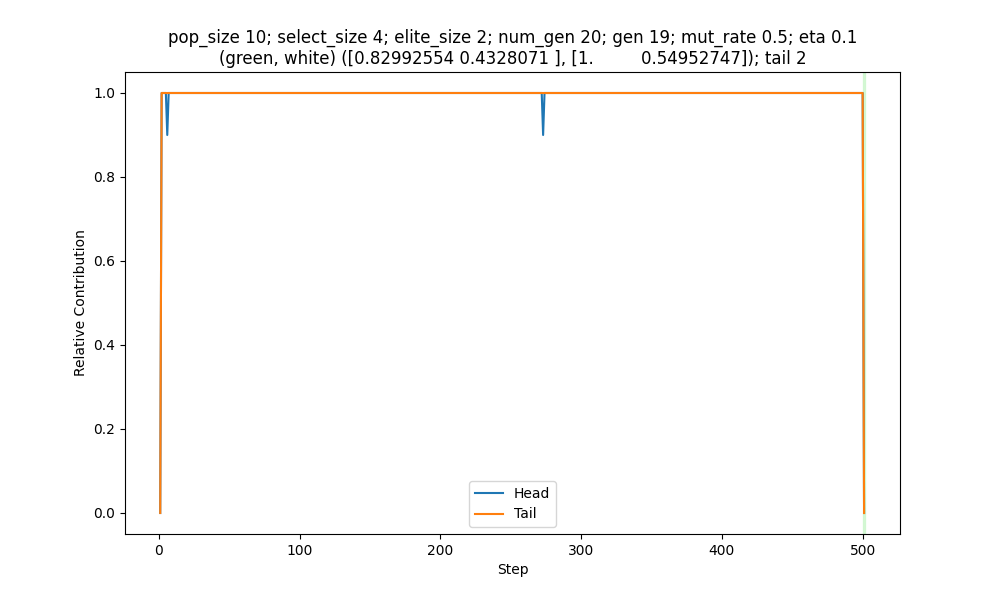 pop_size 10; select_size 4; elite_size 2; num_gen 20; gen 19; mut_rate 0.5; eta 0.1
(green, white) ([0.82992554 0.4328071 ], [1.         0.54952747]); tail 2
1.0
0.8
0.6
0.4
0.2
0.0
Relative Contribution
Head
Tail
0
100
200
300
400
500
Step